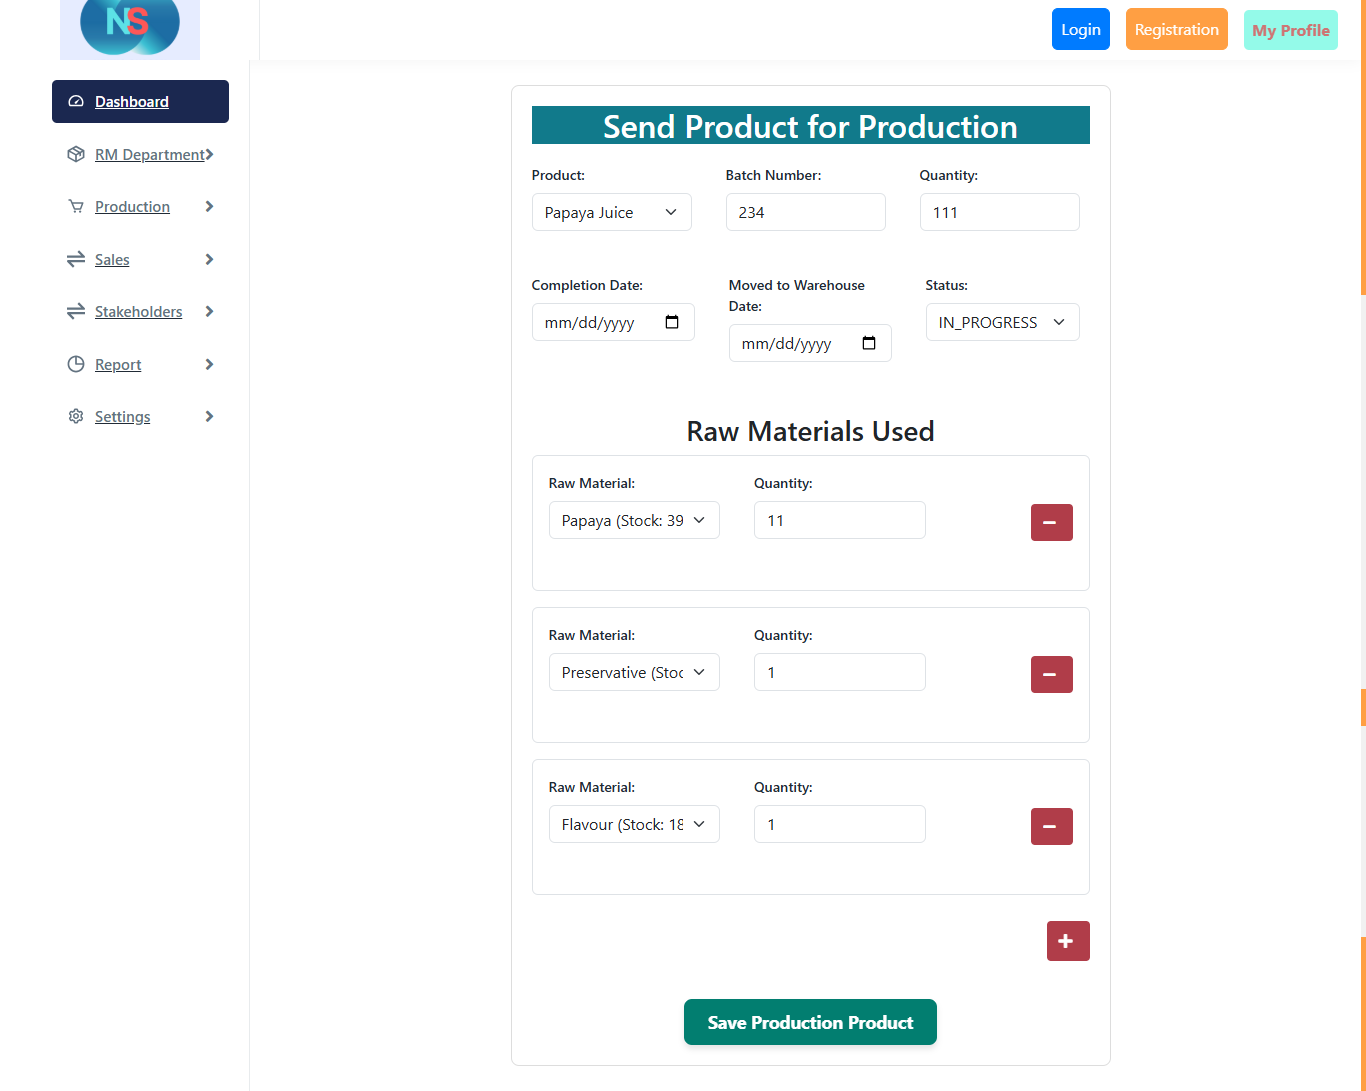 NS
Login
Registration
My Profile
Dashboard
RM Department
Production
Sales
Stakeholders
Report
Settings
Send Product for Production
Product:
Batch Number:
Quantity:
Papaya Juice
234
111
Completion Date:
Moved to Warehouse
Date:
Status:
mm/dd/yyyy
mm/dd/yyyy
IN_PROGRESS
Raw Materials Used
Raw Material:
Quantity:
Papaya (Stock: 39
11
Raw Material:
Quantity:
Preservative (Stoc
1
Raw Material:
Quantity:
Flavour (Stock: 18
1
Save Production Product